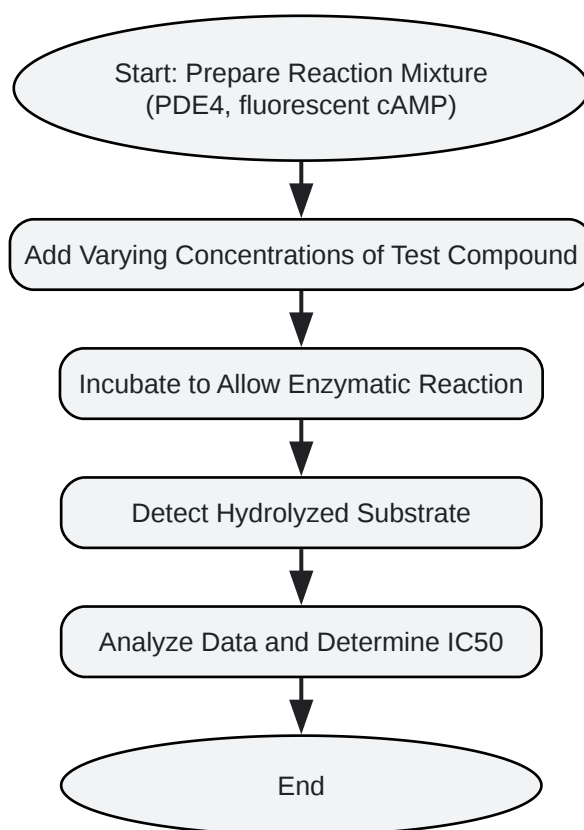 Start: Prepare Reaction Mixture
(PDE4, fluorescent cAMP)
Add Varying Concentrations of Test Compound
Incubate to Allow Enzymatic Reaction
Detect Hydrolyzed Substrate
Analyze Data and Determine IC50
End